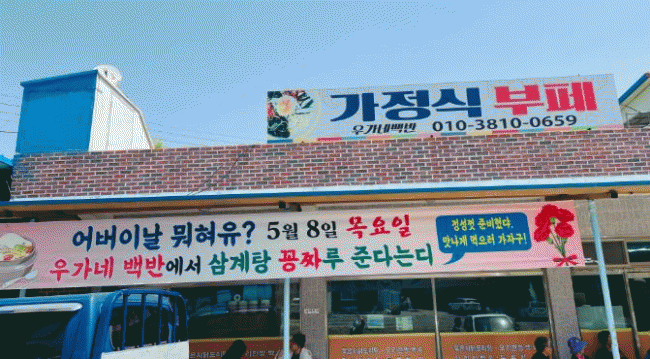 가정식 부페
우가네백반 010-3810-0659
어버이날 뭐혀유? 5월 8일 목요일
우가네 백반에서 삼계탕 꽁짜루 준다는디
정성껏 준비했다.
맛나게 먹으러 가자구!